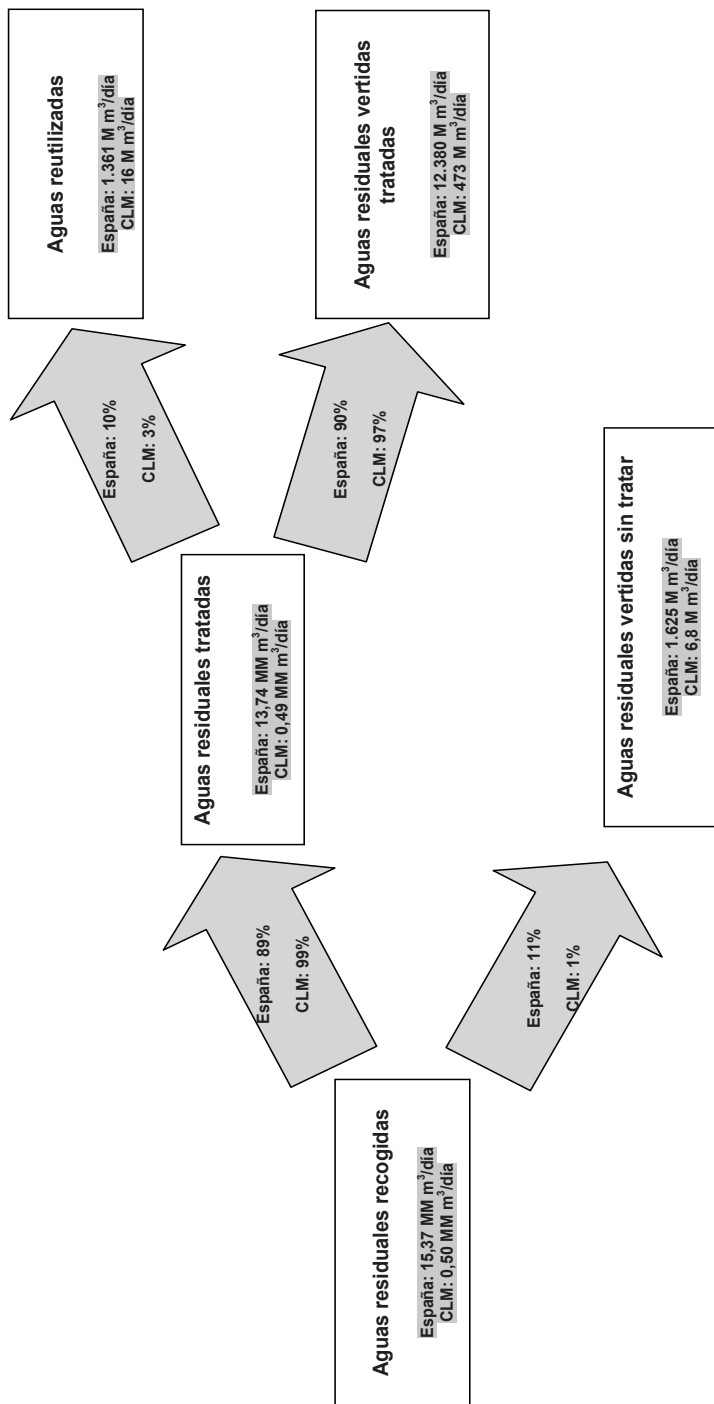 Aguas residuales recogidas
España: 15,37 MM m³/día
CLM: 0,50 MM m³/día
España: 89%
CLM: 99%
España: 11%
CLM: 1%
Aguas residuales tratadas
España: 13,74 MM m³/día
CLM: 0,49 MM m³/día
Aguas residuales vertidas sin tratar
España: 1.625 M m³/día
CLM: 6,8 M m³/día
España: 10%
CLM: 3%
España: 90%
CLM: 97%
Aguas reutilizadas
España: 1.361 M m³/día
CLM: 16 M m³/día
Aguas residuales vertidas
tratadas
España: 12.380 M m³/día
CLM: 473 M m³/día